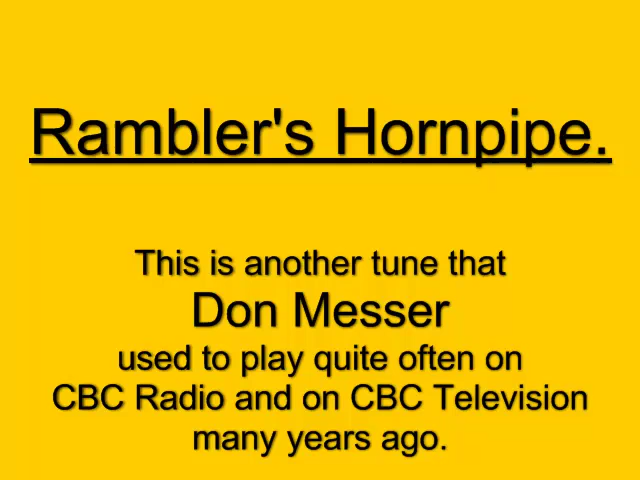 Rambler's Hornpipe.
This is another tune that
Don Messer
used to play quite often on
CBC Radio and on CBC Television
many years ago.